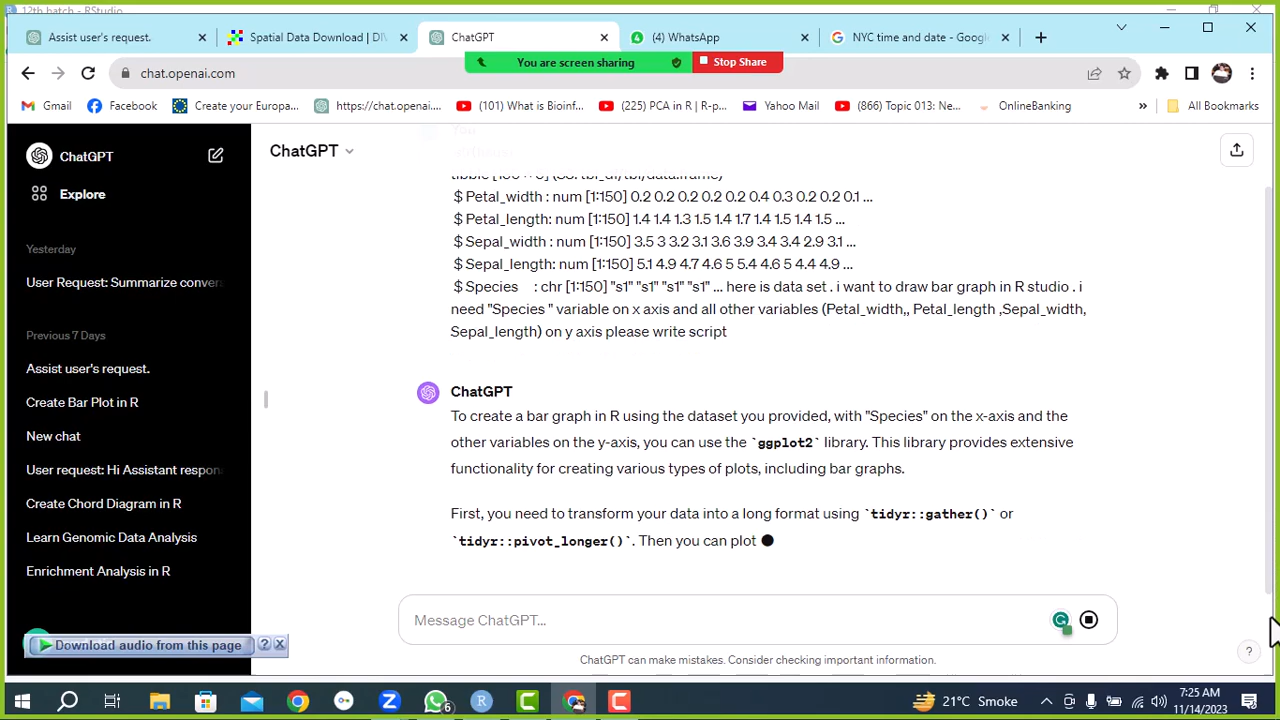 12th batch - RStudio
Assist user's request.
Spatial Data Download | DIV
ChatGPT
(4) WhatsApp
NYC time and date - Google
You are screen sharing
Stop Share
chat.openai.com
Gmail
Facebook
Create your Europa...
https://chat.openai....
(101) What is Bioinf...
(225) PCA in R | R-p...
Yahoo Mail
(866) Topic 013: Ne...
OnlineBanking
»
All Bookmarks
ChatGPT
Explore
Yesterday
User Request: Summarize conver
Previous 7 Days
Assist user's request.
Create Bar Plot in R
New chat
User request: Hi Assistant respon
Create Chord Diagram in R
Learn Genomic Data Analysis
Enrichment Analysis in R
Download audio from this page
?
ChatGPT
You
$ Petal_width : num [1:150] 0.2 0.2 0.2 0.2 0.2 0.4 0.3 0.2 0.2 0.1 ...
$ Petal_length: num [1:150] 1.4 1.4 1.3 1.5 1.4 1.7 1.4 1.5 1.4 1.5 ...
$ Sepal_width : num [1:150] 3.5 3 3.2 3.1 3.6 3.9 3.4 3.4 2.9 3.1 ...
$ Sepal_length: num [1:150] 5.1 4.9 4.7 4.6 5 5.4 4.6 5 4.4 4.9 ...
$ Species : chr [1:150] "s1" "s1" "s1" "s1" ... here is data set . i want to draw bar graph in R studio . i
need "Species " variable on x axis and all other variables (Petal_width,, Petal_length ,Sepal_width,
Sepal_length) on y axis please write script
ChatGPT
To create a bar graph in R using the dataset you provided, with "Species" on the x-axis and the
other variables on the y-axis, you can use the `ggplot2` library. This library provides extensive
functionality for creating various types of plots, including bar graphs.
First, you need to transform your data into a long format using `tidyr::gather()` or
`tidyr::pivot_longer()`. Then you can plot
Message ChatGPT...
ChatGPT can make mistakes. Consider checking important information.
?
6
21°C Smoke
7:25 AM
11/14/2023